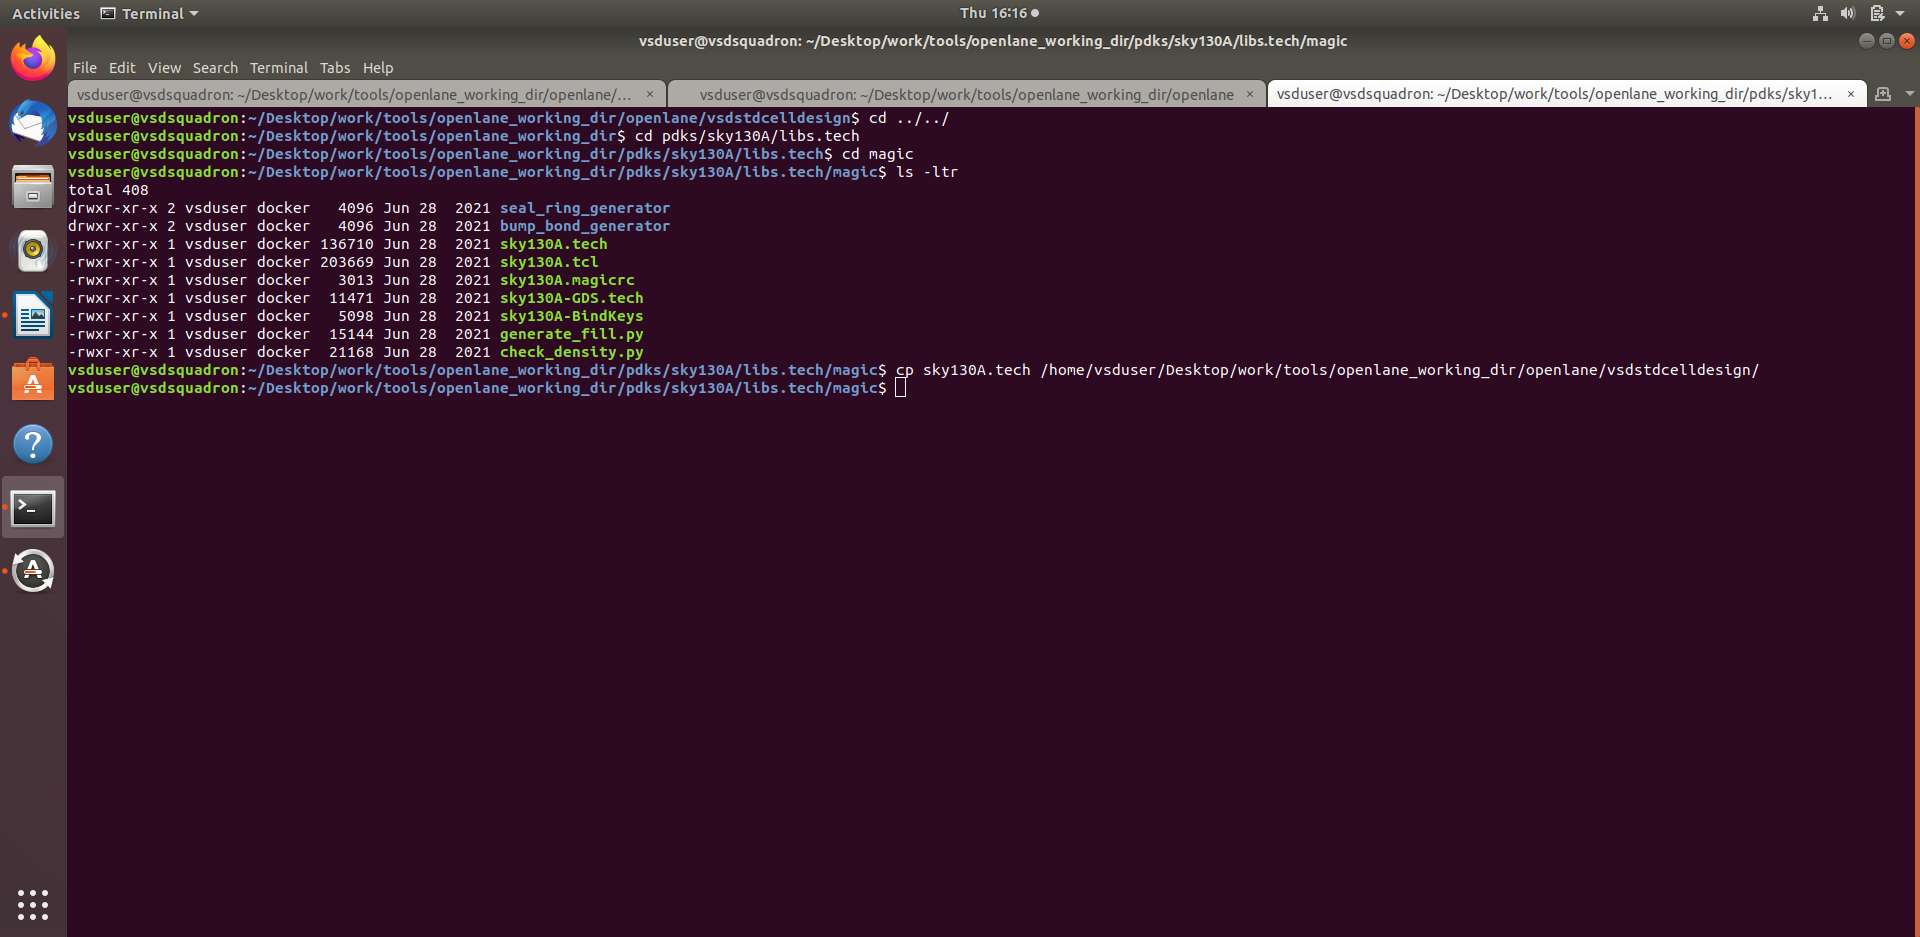 Activities Terminal Thu 16:16
vsduser@vsdsquadron: ~/Desktop/work/tools/openlane_working_dir/pdks/sky130A/libs.tech/magic
File Edit View Search Terminal Tabs Help
vsduser@vsdsquadron: ~/Desktop/work/tools/openlane_working_dir/openlane/... × vsduser@vsdsquadron: ~/Desktop/work/tools/openlane_working_dir/openlane × vsduser@vsdsquadron: ~/Desktop/work/tools/openlane_working_dir/pdks/sky1... ×
vsduser@vsdsquadron:~/Desktop/work/tools/openlane_working_dir/openlane/vsdstdcelldesign$ cd ../../
vsduser@vsdsquadron:~/Desktop/work/tools/openlane_working_dir$ cd pdks/sky130A/libs.tech
vsduser@vsdsquadron:~/Desktop/work/tools/openlane_working_dir/pdks/sky130A/libs.tech$ cd magic
vsduser@vsdsquadron:~/Desktop/work/tools/openlane_working_dir/pdks/sky130A/libs.tech/magic$ ls -ltr
total 408
drwxr-xr-x 2 vsduser docker   4096 Jun 28  2021 seal_ring_generator
drwxr-xr-x 2 vsduser docker   4096 Jun 28  2021 bump_bond_generator
-rwxr-xr-x 1 vsduser docker 136710 Jun 28  2021 sky130A.tech
-rwxr-xr-x 1 vsduser docker 203669 Jun 28  2021 sky130A.tcl
-rwxr-xr-x 1 vsduser docker   3013 Jun 28  2021 sky130A.magicrc
-rwxr-xr-x 1 vsduser docker  11471 Jun 28  2021 sky130A-GDS.tech
-rwxr-xr-x 1 vsduser docker   5098 Jun 28  2021 sky130A-BindKeys
-rwxr-xr-x 1 vsduser docker  15144 Jun 28  2021 generate_fill.py
-rwxr-xr-x 1 vsduser docker  21168 Jun 28  2021 check_density.py
vsduser@vsdsquadron:~/Desktop/work/tools/openlane_working_dir/pdks/sky130A/libs.tech/magic$ cp sky130A.tech /home/vsduser/Desktop/work/tools/openlane_working_dir/openlane/vsdstdcelldesign/
vsduser@vsdsquadron:~/Desktop/work/tools/openlane_working_dir/pdks/sky130A/libs.tech/magic$